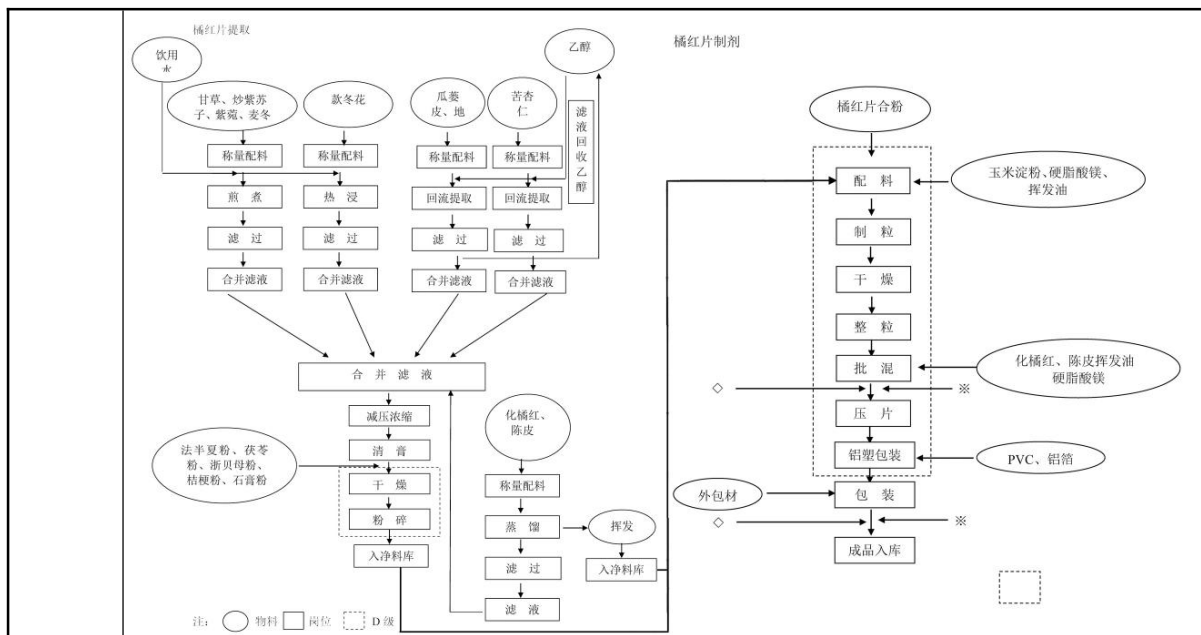 橘红片提取
饮用
水
甘草、炒紫苏
子、紫菀、麦冬
款冬花
瓜蒌
皮、地
苦杏
仁
乙醇
滤液回收乙醇
称量配料
称量配料
称量配料
称量配料
煎 煮
热 浸
回流提取
回流提取
滤 过
滤 过
滤 过
滤 过
合并滤液
合并滤液
合并滤液
合并滤液
合 并 滤 液
减压浓缩
清 膏
法半夏粉、茯苓
粉、浙贝母粉、
桔梗粉、石膏粉
干 燥
粉 碎
入净料库
化橘红、
陈皮
称量配料
蒸 馏
挥发
滤 过
入净料库
滤 液
注:
物料
岗位
D 级
橘红片制剂
橘红片合粉
配 料
玉米淀粉、硬脂酸镁、
挥发油
制 粒
干 燥
整 粒
批 混
化橘红、陈皮挥发油
硬脂酸镁
◇
※
压 片
铝塑包装
PVC、铝箔
外包材
包 装
◇
※
成品入库